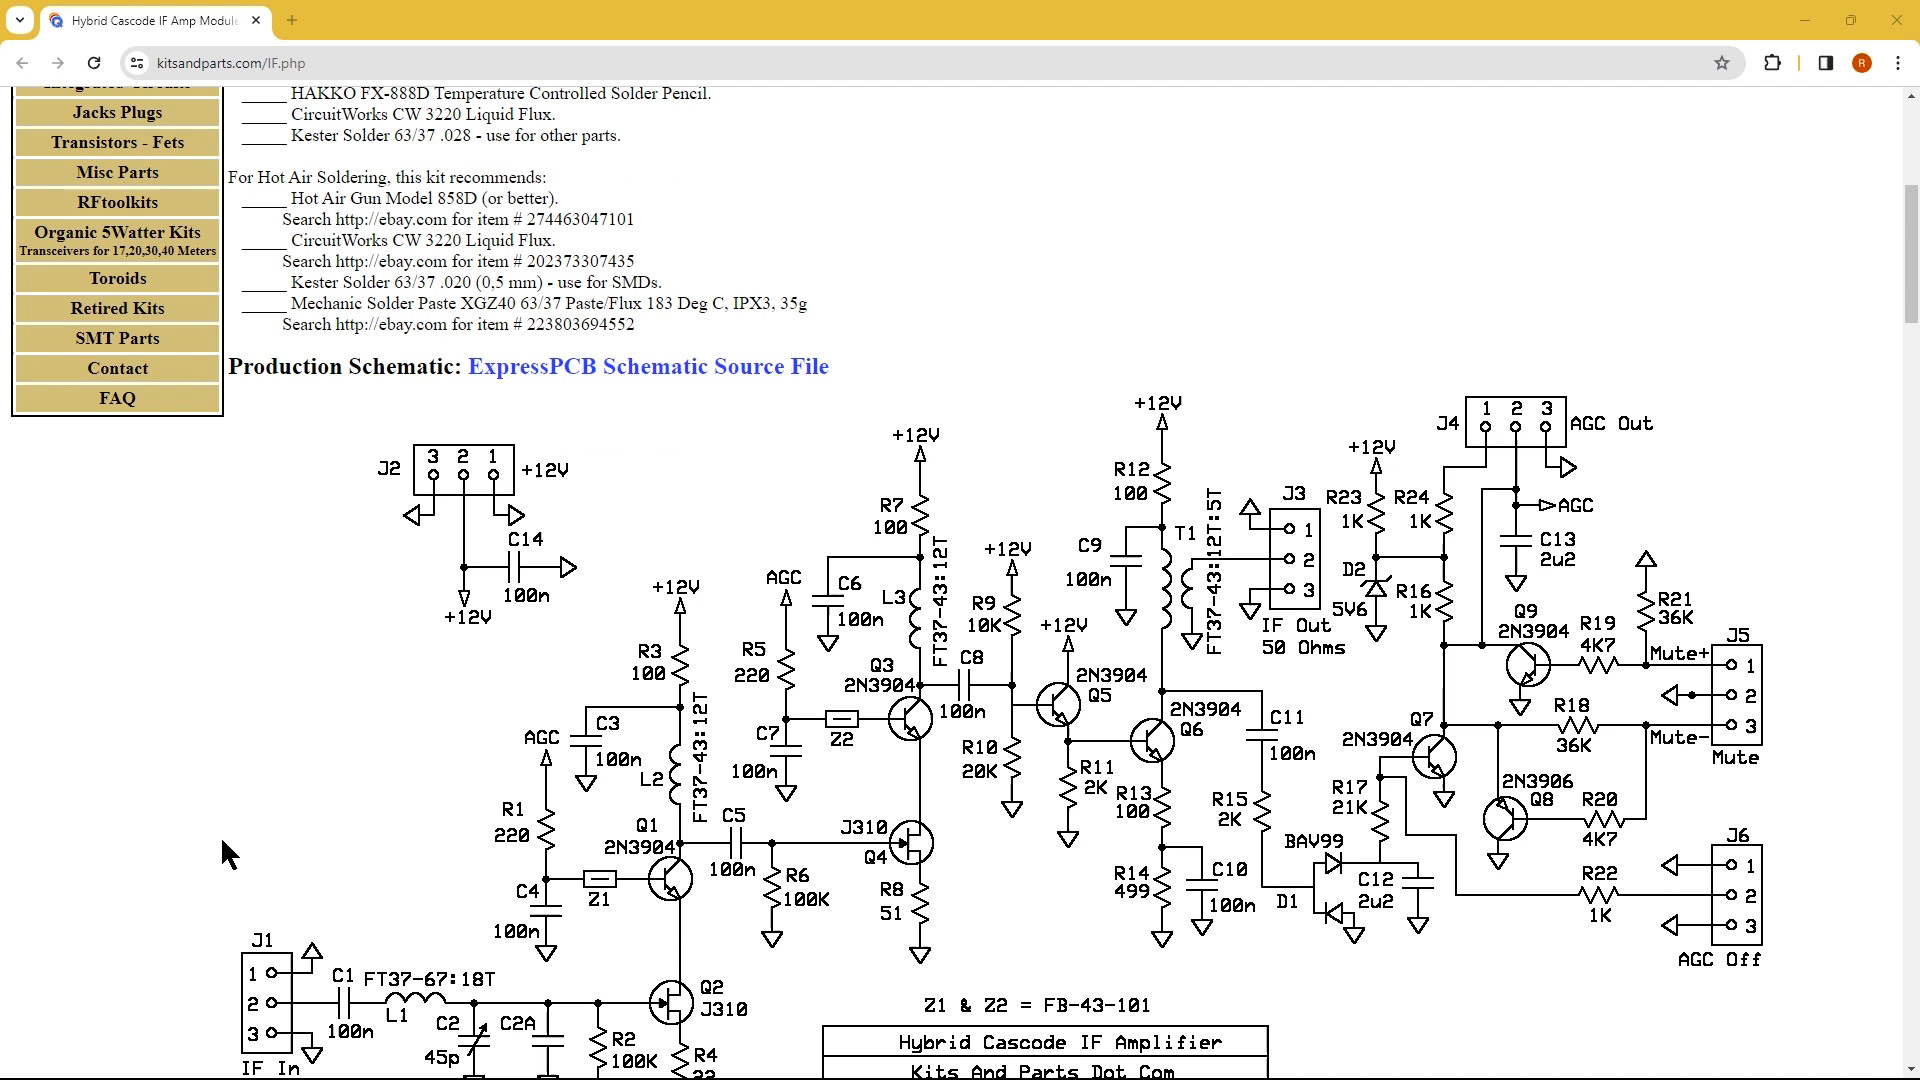 Hybrid Cascode IF Amp Module
kitsandparts.com/IF.php
R
Jacks Plugs
Transistors - Fets
Misc Parts
RFtoolkits
Organic 5Watter Kits
Transceivers for 17,20,30,40 Meters
Toroids
Retired Kits
SMT Parts
Contact
FAQ
_____ HAKKO FX-888D Temperature Controlled Solder Pencil.
_____ CircuitWorks CW 3220 Liquid Flux.
_____ Kester Solder 63/37 .028 - use for other parts.
For Hot Air Soldering, this kit recommends:
_____ Hot Air Gun Model 858D (or better).
Search http://ebay.com for item # 274463047101
_____ CircuitWorks CW 3220 Liquid Flux.
Search http://ebay.com for item # 202373307435
_____ Kester Solder 63/37 .020 (0,5 mm) - use for SMDs.
_____ Mechanic Solder Paste XGZ40 63/37 Paste/Flux 183 Deg C, IPX3, 35g
Search http://ebay.com for item # 223803694552
Production Schematic: ExpressPCB Schematic Source File
J2
3 2 1
+12V
C14
100n
+12V
J1
1
2
3
IF In
C1
100n
FT37-67:18T
L1
C2
45p
C2A
R2
100K
Q2
J310
R4
AGC
R1
220
C4
100n
Z1
Q1
2N3904
+12V
R3
100
C3
100n
L2
FT37-43:12T
C5
100n
R6
100K
AGC
R5
220
C7
100n
Z2
Q3
2N3904
+12V
R7
100
C6
100n
L3
FT37-43:12T
J310
Q4
R8
51
C8
100n
+12V
R9
10K
R10
20K
+12V
2N3904
Q5
R11
2K
+12V
R12
100
C9
100n
T1
FT37-43:12T:5T
J3
1
2
3
IF Out
50 Ohms
2N3904
Q6
R13
100
R14
499
C10
100n
C11
100n
R15
2K
BAV99
D1
C12
2u2
R17
21K
Q7
2N3904
+12V
R23
1K
D2
5V6
R24
1K
R16
1K
J4
1 2 3
AGC Out
AGC
C13
2u2
Q9
2N3904
R19
4K7
R21
36K
Mute+
J5
1
2
3
Mute
R18
36K
Mute-
2N3906
Q8
R20
4K7
R22
1K
J6
1
2
3
AGC Off
Z1 & Z2 = FB-43-101
Hybrid Cascode IF Amplifier
Kits And Parts Dot Com